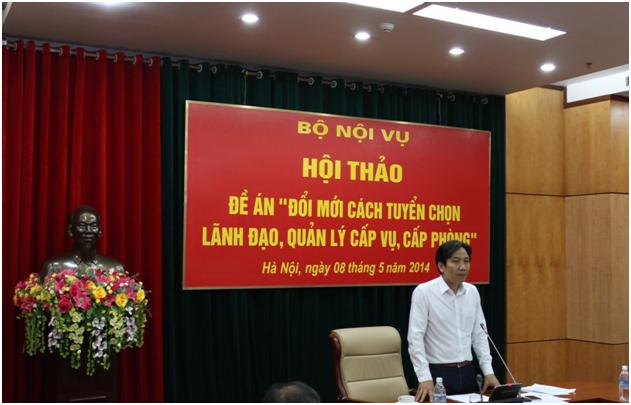 BỘ NỘI VỤ
HỘI THẢO
ĐỀ ÁN "ĐỔI MỚI CÁCH TUYỂN CHỌN
LÃNH ĐẠO, QUẢN LÝ CẤP VỤ, CẤP PHÒNG"
Hà Nội, ngày 08 tháng 5 năm 2014